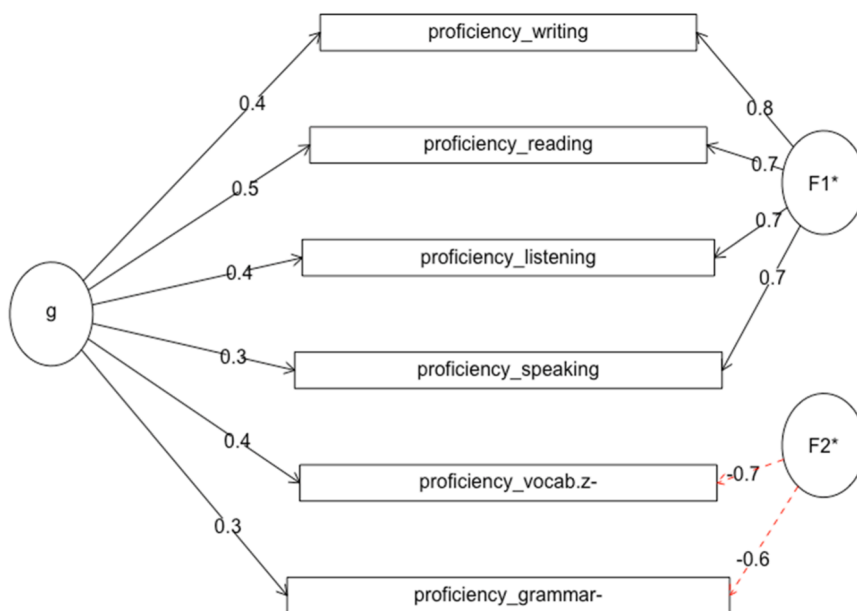 proficiency_writing
0.4
0.8
proficiency_reading
0.5
0.7
F1*
proficiency_listening
0.4
0.7
g
proficiency_speaking
0.3
0.7
proficiency_vocab.z-
0.4
-0.7
F2*
proficiency_grammar-
0.3
-0.6